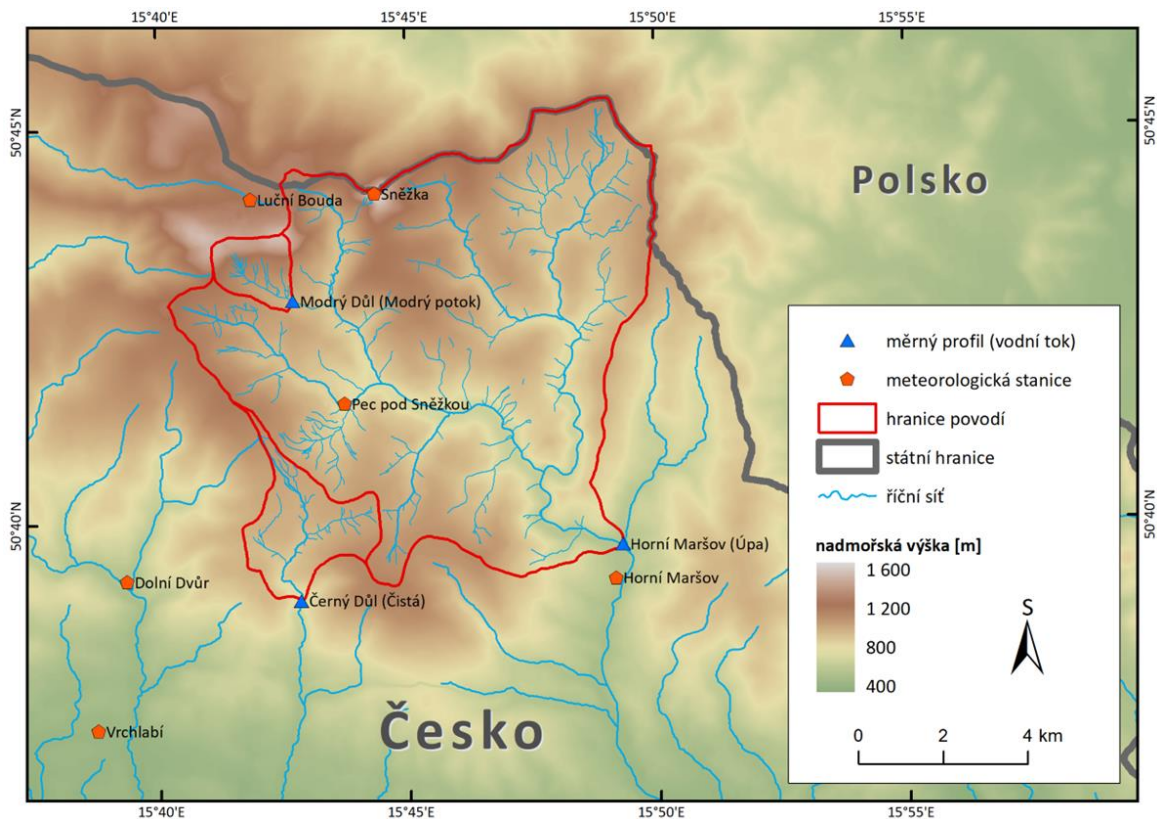 15°40'E
15°45'E
15°50'E
15°55'E
50°45'N
50°45'N
Polsko
Luční Bouda
Sněžka
Modrý Důl (Modrý potok)
měrný profil (vodní tok)
meteorologická stanice
Pec pod Sněžkou
hranice povodí
státní hranice
říční síť
50°40'N
50°40'N
Horní Maršov (Úpa)
nadmořská výška [m]
Dolní Dvůr
Horní Maršov
1 600
Černý Důl (Čistá)
1 200
S
800
400
Česko
Vrchlabí
0 2 4 km
15°40'E
15°45'E
15°50'E
15°55'E